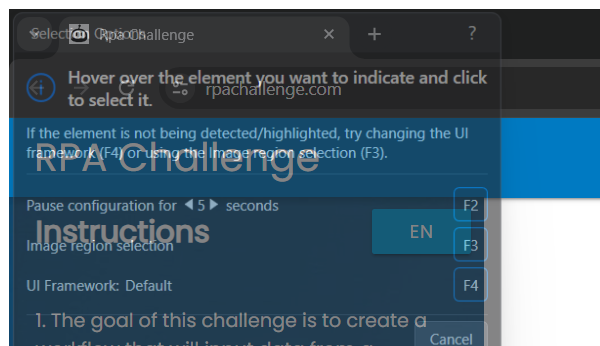 Selection Options
Rpa Challenge
?
Hover over the element you want to indicate and click
to select it.
rpachallenge.com
If the element is not being detected/highlighted, try changing the UI
framework (F4) or using the Image region selection (F3).
RPA Challenge
Pause configuration for 5 seconds F2
Instructions
EN
Image region selection F3
UI Framework: Default F4
1. The goal of this challenge is to create a
Cancel
workflow that will input data from a